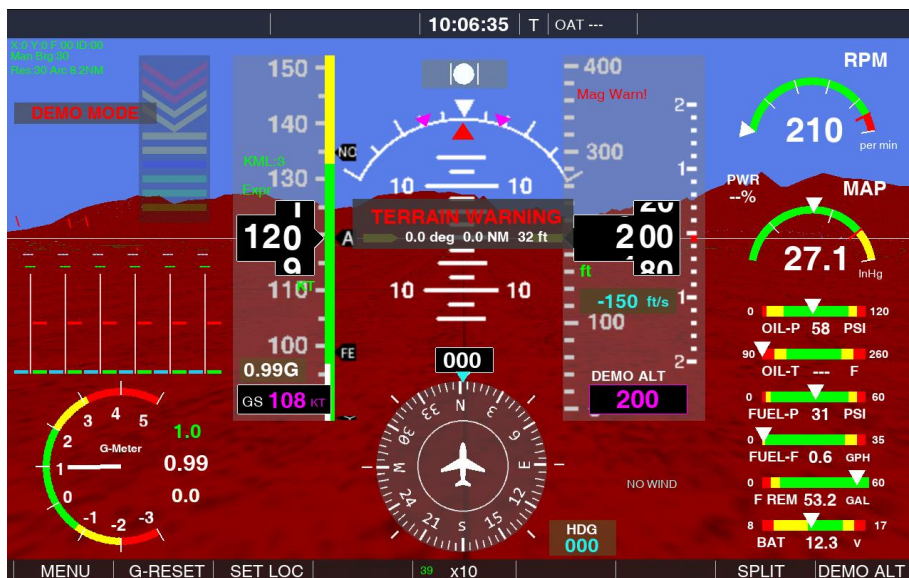 10:06:35 T OAT ---
X:0 Y:0 F:00 ID:00
Man Brg:30
Res:30 Arc 8.2NM
DEMO MODE
150
140
NO
KML:3
130
Expr
120
1
9
A
110
KT
100
FE
0.99G
GS 108 KT
10 10
TERRAIN WARNING
0.0 deg 0.0 NM 32 ft
10 10
000
N 3 6 E 12 15 S 21 24 W 30 33
400
Mag Warn!
2
300
1
20
200
80
ft
-150 ft/s
1
100
2
DEMO ALT
200
NO WIND
HDG
000
RPM
210
per min
PWR
--%
MAP
27.1
InHg
0 120
OIL-P 58 PSI
90 260
OIL-T --- F
0 60
FUEL-P 31 PSI
0 35
FUEL-F 0.6 GPH
0 60
F REM 53.2 GAL
8 17
BAT 12.3 V
-- -- -- -- -- --
3 4 5
2
1
0
-1 -2 -3
G-Meter
1.0
0.99
0.0
MENU G-RESET SET LOC 39 x10 SPLIT DEMO ALT